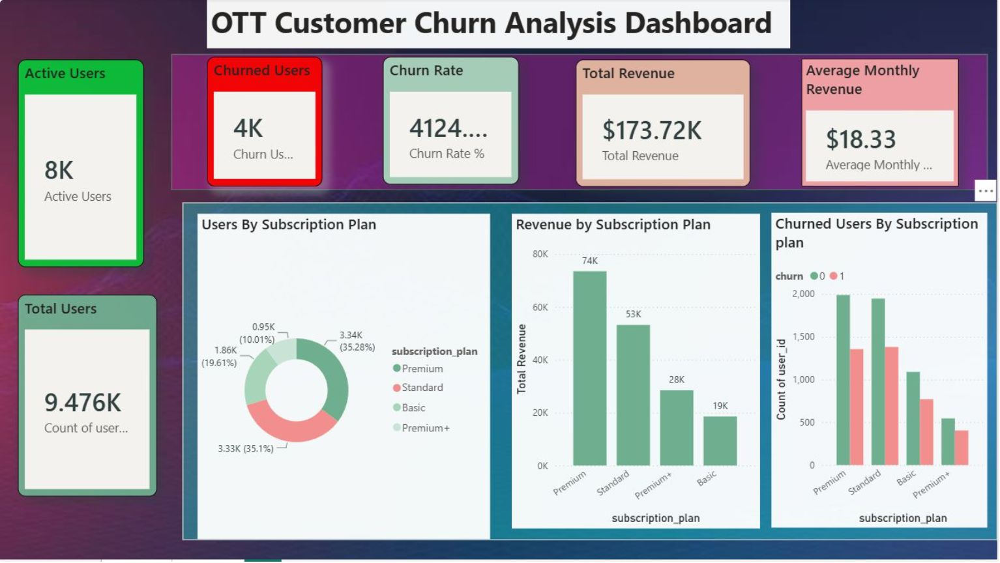 OTT Customer Churn Analysis Dashboard
Active Users
8K
Active Users
Churned Users
4K
Churn Us...
Churn Rate
4124....
Churn Rate %
Total Revenue
$173.72K
Total Revenue
Average Monthly
Revenue
$18.33
Average Monthly ...
Total Users
9.476K
Count of user...
Users By Subscription Plan
0.95K
(10.01%)
1.86K
(19.61%)
3.34K
(35.28%)
3.33K (35.1%)
subscription_plan
Premium
Standard
Basic
Premium+
Revenue by Subscription Plan
Total Revenue
80K
60K
40K
20K
0K
74K
53K
28K
19K
Premium
Standard
Premium+
Basic
subscription_plan
Churned Users By Subscription
plan
churn 0 1
Count of user_id
2,000
1,500
1,000
500
0
Premium
Standard
Basic
Premium+
subscription_plan